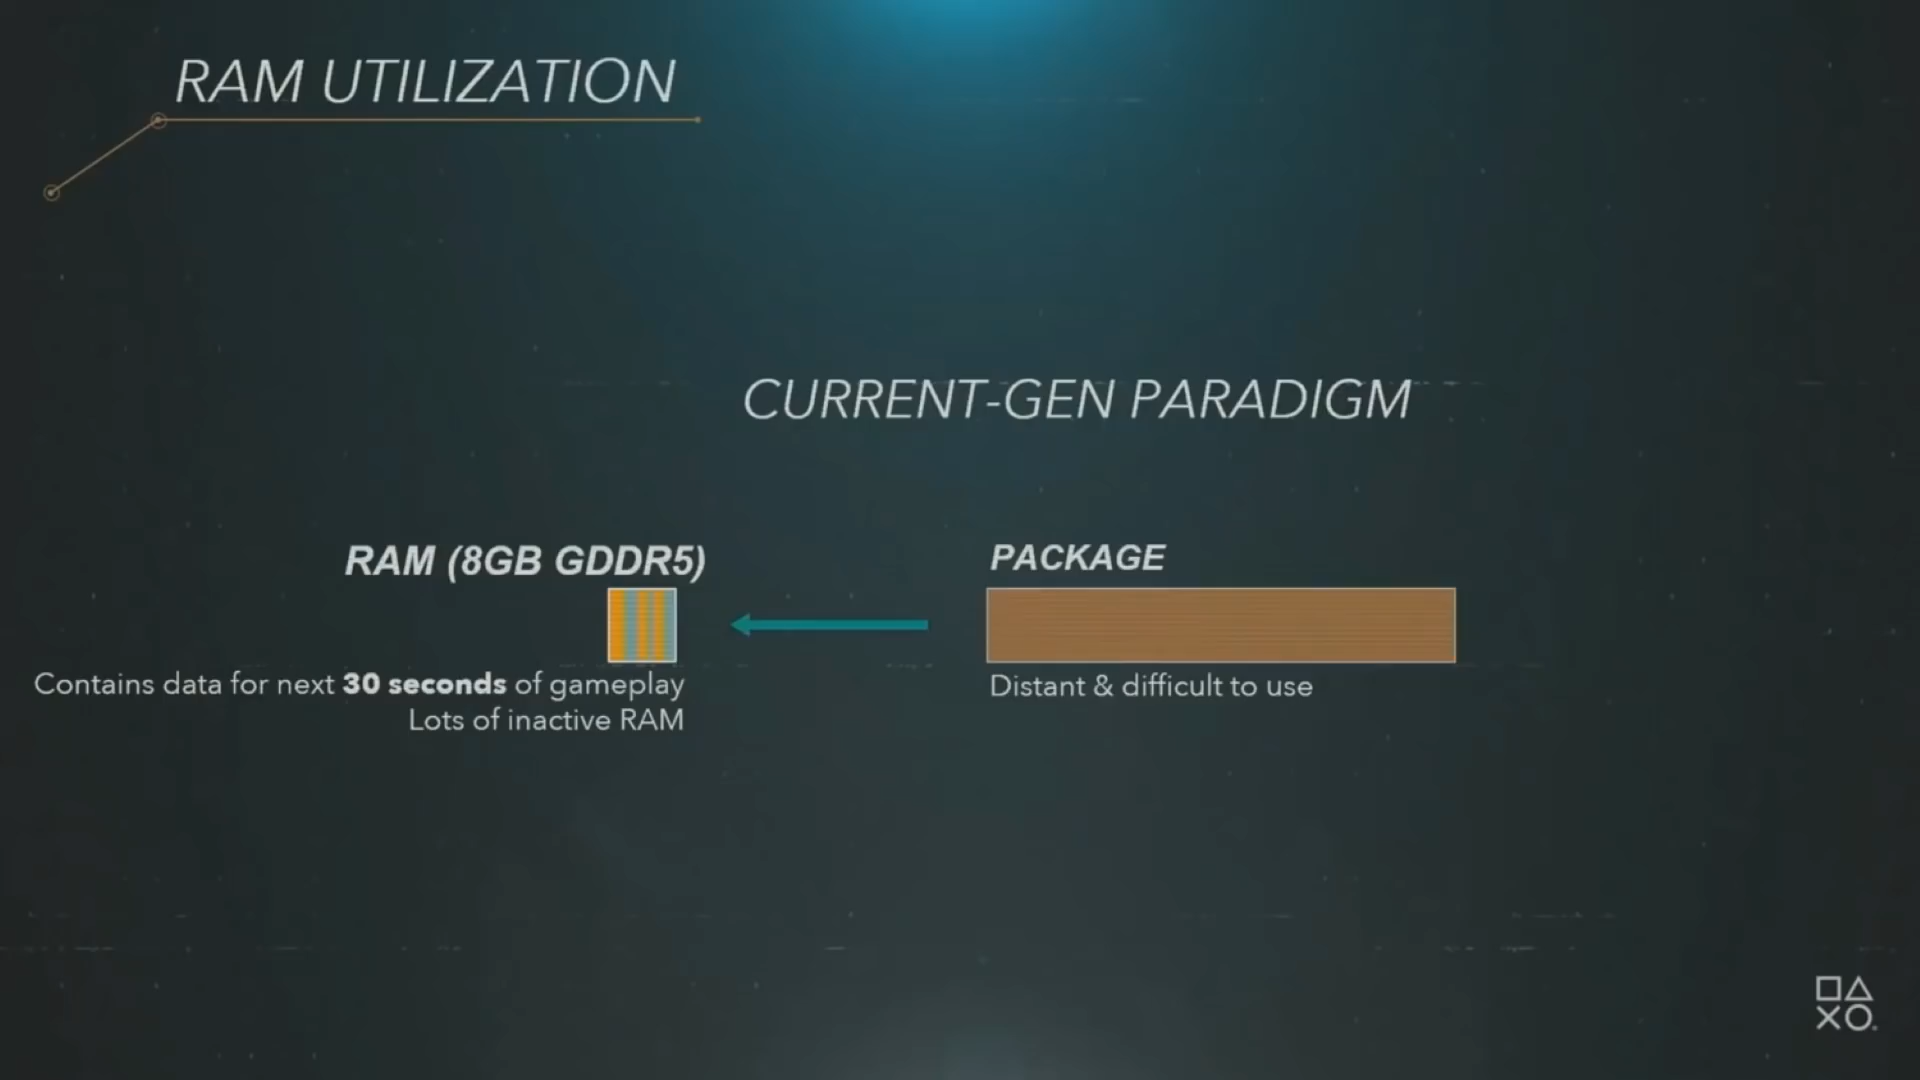 RAM UTILIZATION
CURRENT-GEN PARADIGM
RAM (8GB GDDR5)
Contains data for next 30 seconds of gameplay
Lots of inactive RAM
PACKAGE
Distant & difficult to use